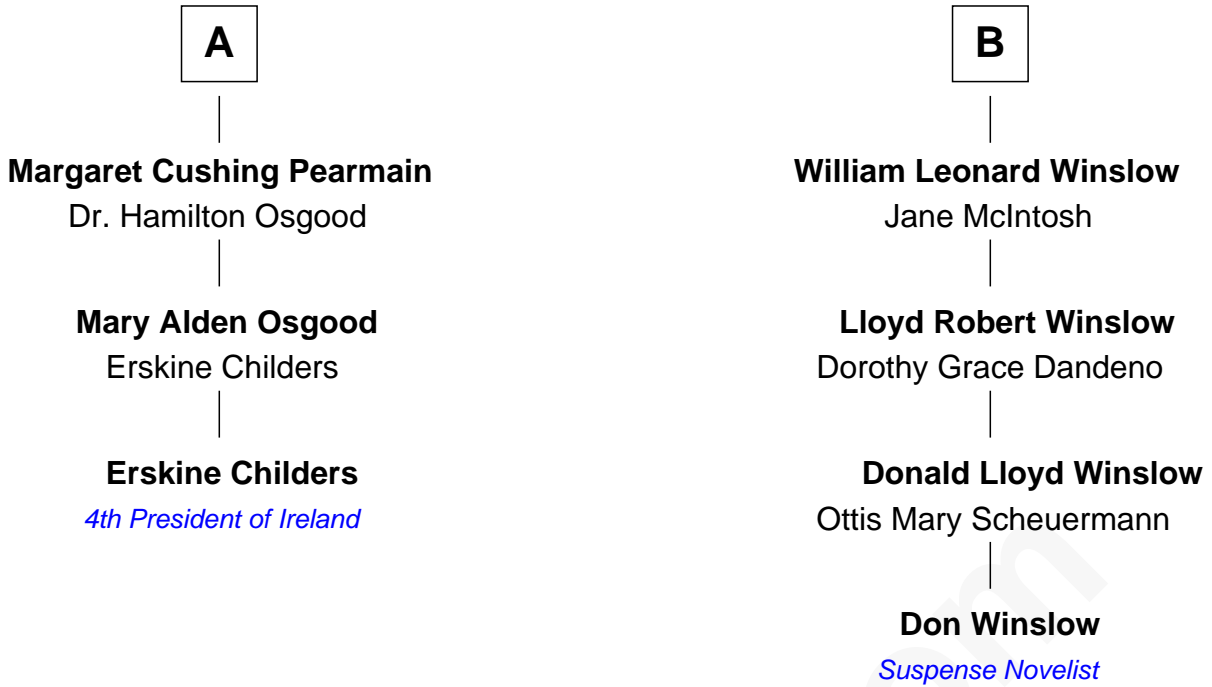 A
Margaret Cushing Pearmain
Dr. Hamilton Osgood
Mary Alden Osgood
Erskine Childers
Erskine Childers
4th President of Ireland
B
William Leonard Winslow
Jane McIntosh
Lloyd Robert Winslow
Dorothy Grace Dandeno
Donald Lloyd Winslow
Ottis Mary Scheuermann
Don Winslow
Suspense Novelist